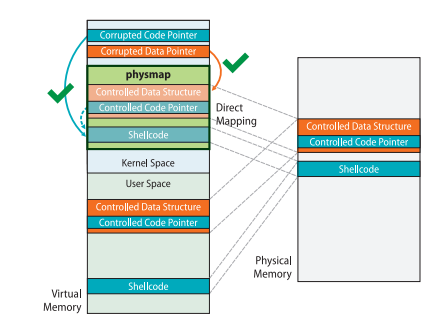 Corrupted Code Pointer
Corrupted Data Pointer
physmap
Controlled Data Structure
Controlled Code Pointer
Shellcode
Direct
Mapping
Kernel Space
User Space
Controlled Data Structure
Controlled Code Pointer
Shellcode
Virtual
Memory
Controlled Data Structure
Controlled Code Pointer
Shellcode
Physical
Memory